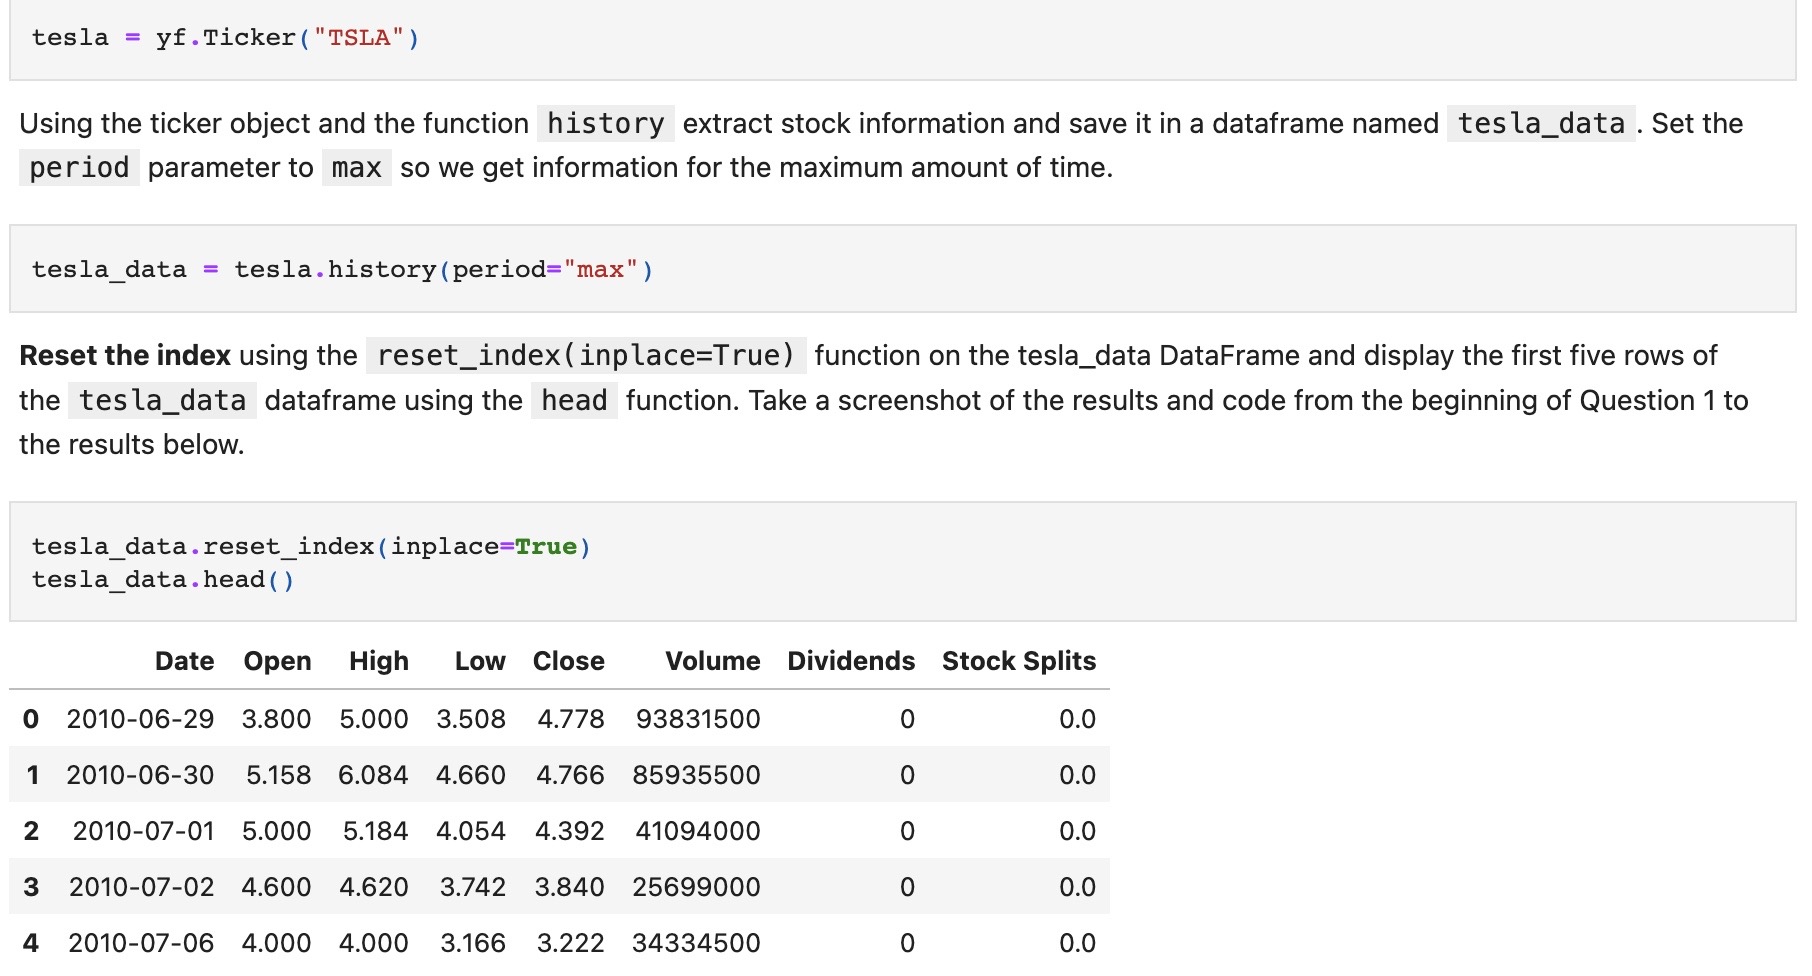 tesla = yf.Ticker("TSLA")
Using the ticker object and the function history extract stock information and save it in a dataframe named tesla_data . Set the
period parameter to max so we get information for the maximum amount of time.
tesla_data = tesla.history(period="max")
Reset the index using the reset_index(inplace=True) function on the tesla_data DataFrame and display the first five rows of
the tesla_data dataframe using the head function. Take a screenshot of the results and code from the beginning of Question 1 to
the results below.
tesla_data.reset_index(inplace=True)
tesla_data.head()
Date Open High Low Close Volume Dividends Stock Splits
0 2010-06-29 3.800 5.000 3.508 4.778 93831500 0 0.0
1 2010-06-30 5.158 6.084 4.660 4.766 85935500 0 0.0
2 2010-07-01 5.000 5.184 4.054 4.392 41094000 0 0.0
3 2010-07-02 4.600 4.620 3.742 3.840 25699000 0 0.0
4 2010-07-06 4.000 4.000 3.166 3.222 34334500 0 0.0